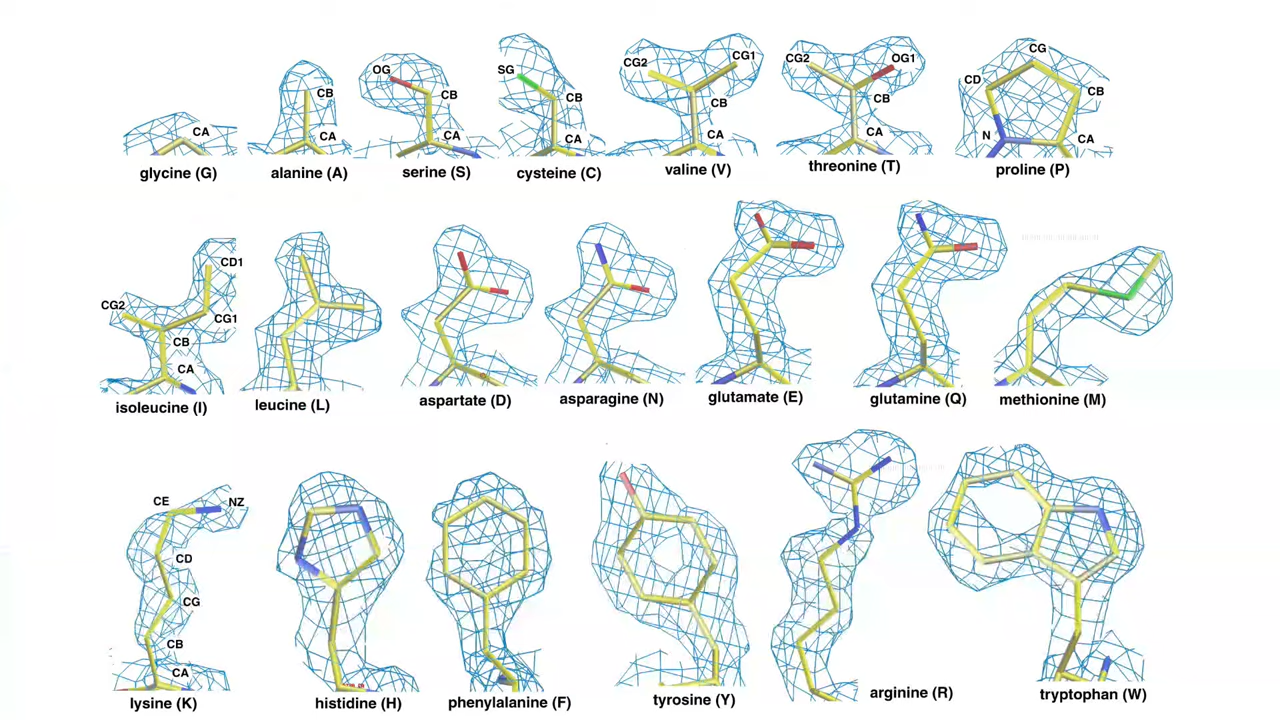 OG
SG
CG2
CG1
CG2
OG1
CG
CB
CB
CB
CB
CB
CD
CB
CA
CA
CA
CA
CA
CA
N
CA
glycine (G)
alanine (A)
serine (S)
cysteine (C)
valine (V)
threonine (T)
proline (P)
CD1
CG2
CG1
CB
CA
isoleucine (I)
leucine (L)
aspartate (D)
asparagine (N)
glutamate (E)
glutamine (Q)
methionine (M)
CE
NZ
CD
CG
CB
CA
lysine (K)
histidine (H)
phenylalanine (F)
tyrosine (Y)
arginine (R)
tryptophan (W)